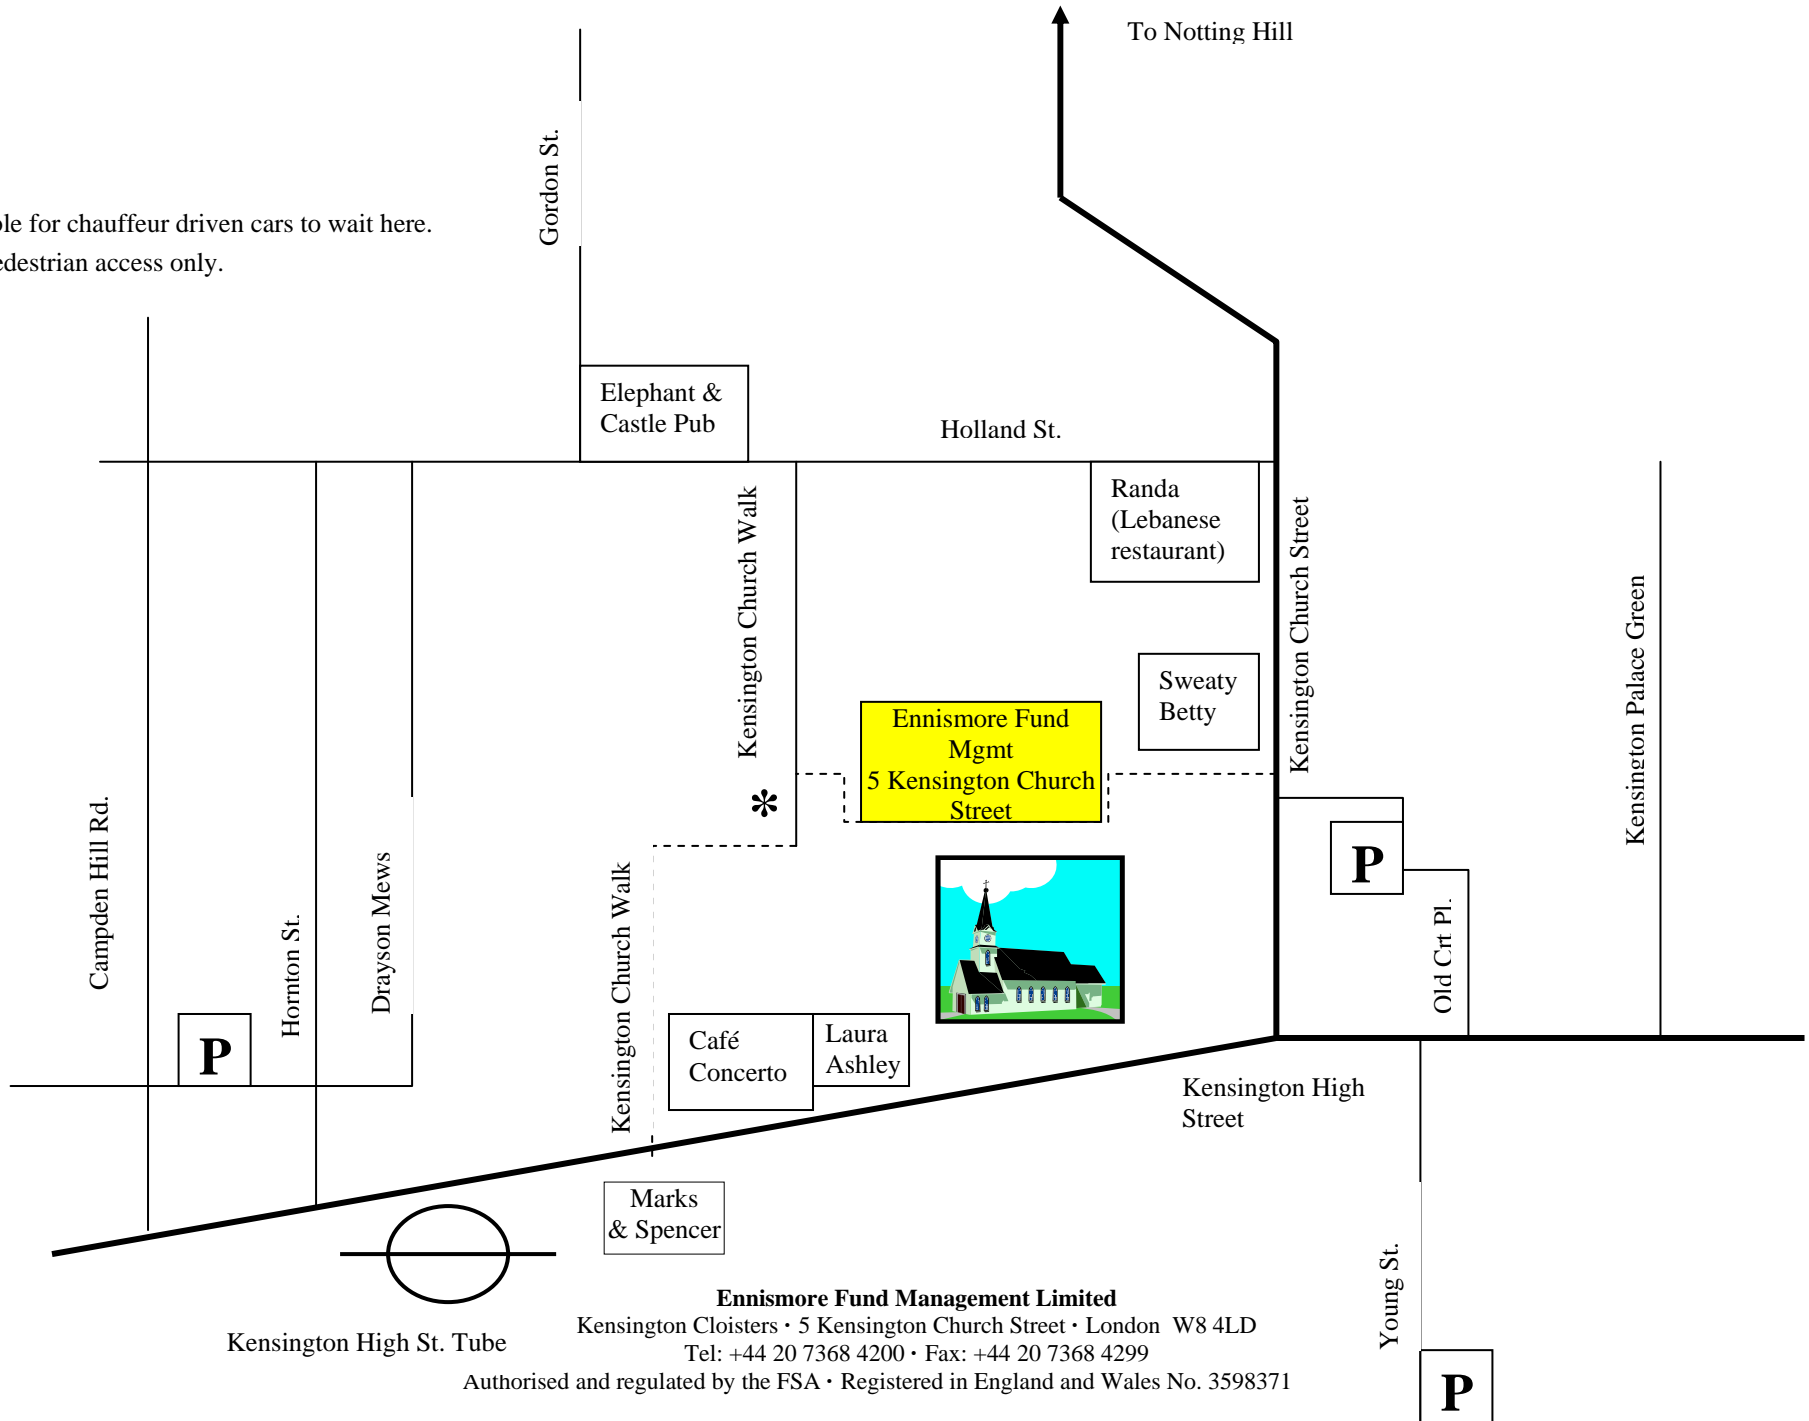 To Notting Hill
Gordon St.
for chauffeur driven cars to wait here.
access only.
Elephant &
Castle Pub
Holland St.
Randa
(Lebanese
restaurant)
Kensington Church Walk
Kensington Church Street
Sweaty
Betty
Kensington Palace Green
Ennismore Fund
Mgmt
5 Kensington Church
Street
*
Campden Hill Rd.
Hornton St.
Drayson Mews
Kensington Church Walk
P
Old Crt Pl.
P
Café
Concerto
Laura
Ashley
Kensington High
Street
Marks
& Spencer
Kensington High St. Tube
Young St.
P
Ennismore Fund Management Limited
Kensington Cloisters • 5 Kensington Church Street • London W8 4LD
Tel: +44 20 7368 4200 • Fax: +44 20 7368 4299
Authorised and regulated by the FSA • Registered in England and Wales No. 3598371